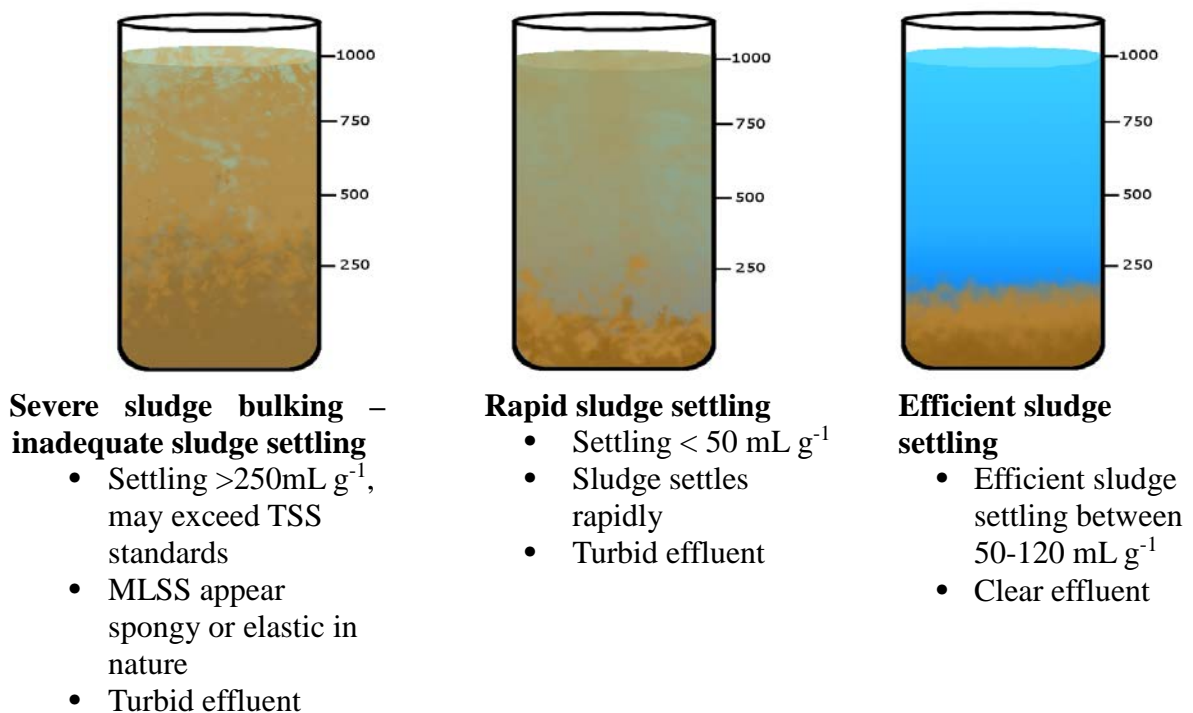 1000
750
500
250
1000
750
500
250
1000
750
500
250
Severe sludge bulking –
inadequate sludge settling
• Settling >250mL g⁻¹,
may exceed TSS
standards
• MLSS appear
spongy or elastic in
nature
• Turbid effluent
Rapid sludge settling
• Settling < 50 mL g⁻¹
• Sludge settles
rapidly
• Turbid effluent
Efficient sludge
settling
• Efficient sludge
settling between
50-120 mL g⁻¹
• Clear effluent